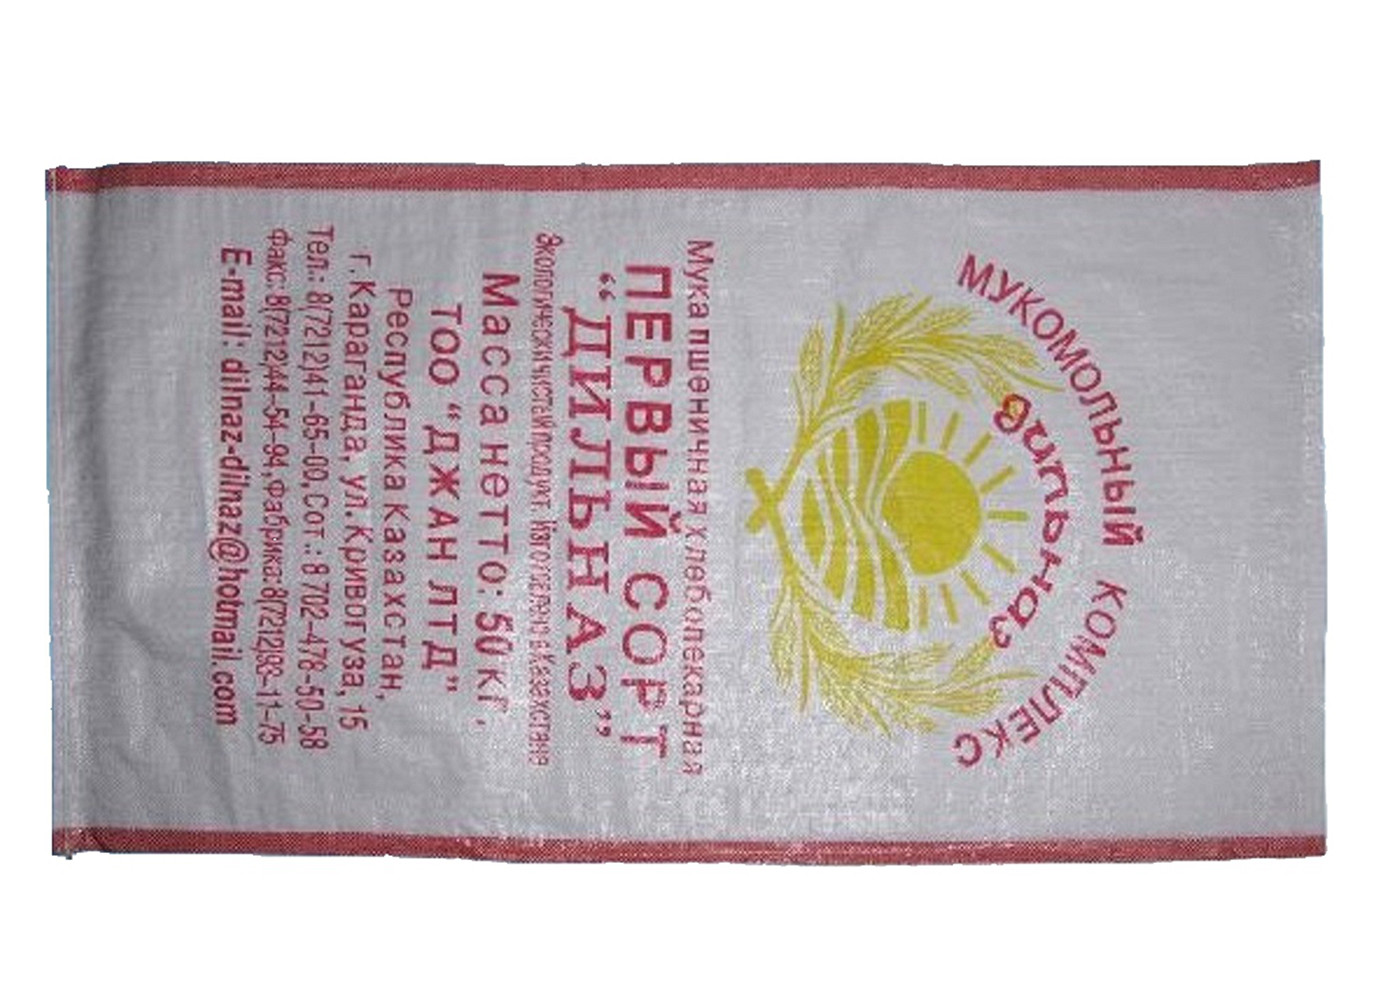 МУКОМОЛЬНЫЙ КОМПЛЕКС
Дильназ
Мука пшеничная хлебопекарная
ПЕРВЫЙ СОРТ
“ДИЛЬНАЗ”
Экологически чистый продукт. Изготовлено в Казахстане
Масса нетто: 50 кг.
ТОО “ДЖАН ЛТД”
Республика Казахстан,
г. Караганда, ул. Кривогуза, 15
Тел.: 8(7212)41-65-00, Сот.: 8 702-478-50-58
Факс: 8(7212)44-54-94, Фабрика: 8(7212)98-11-75
E-mail: dilnaz-dilnaz@hotmail.com